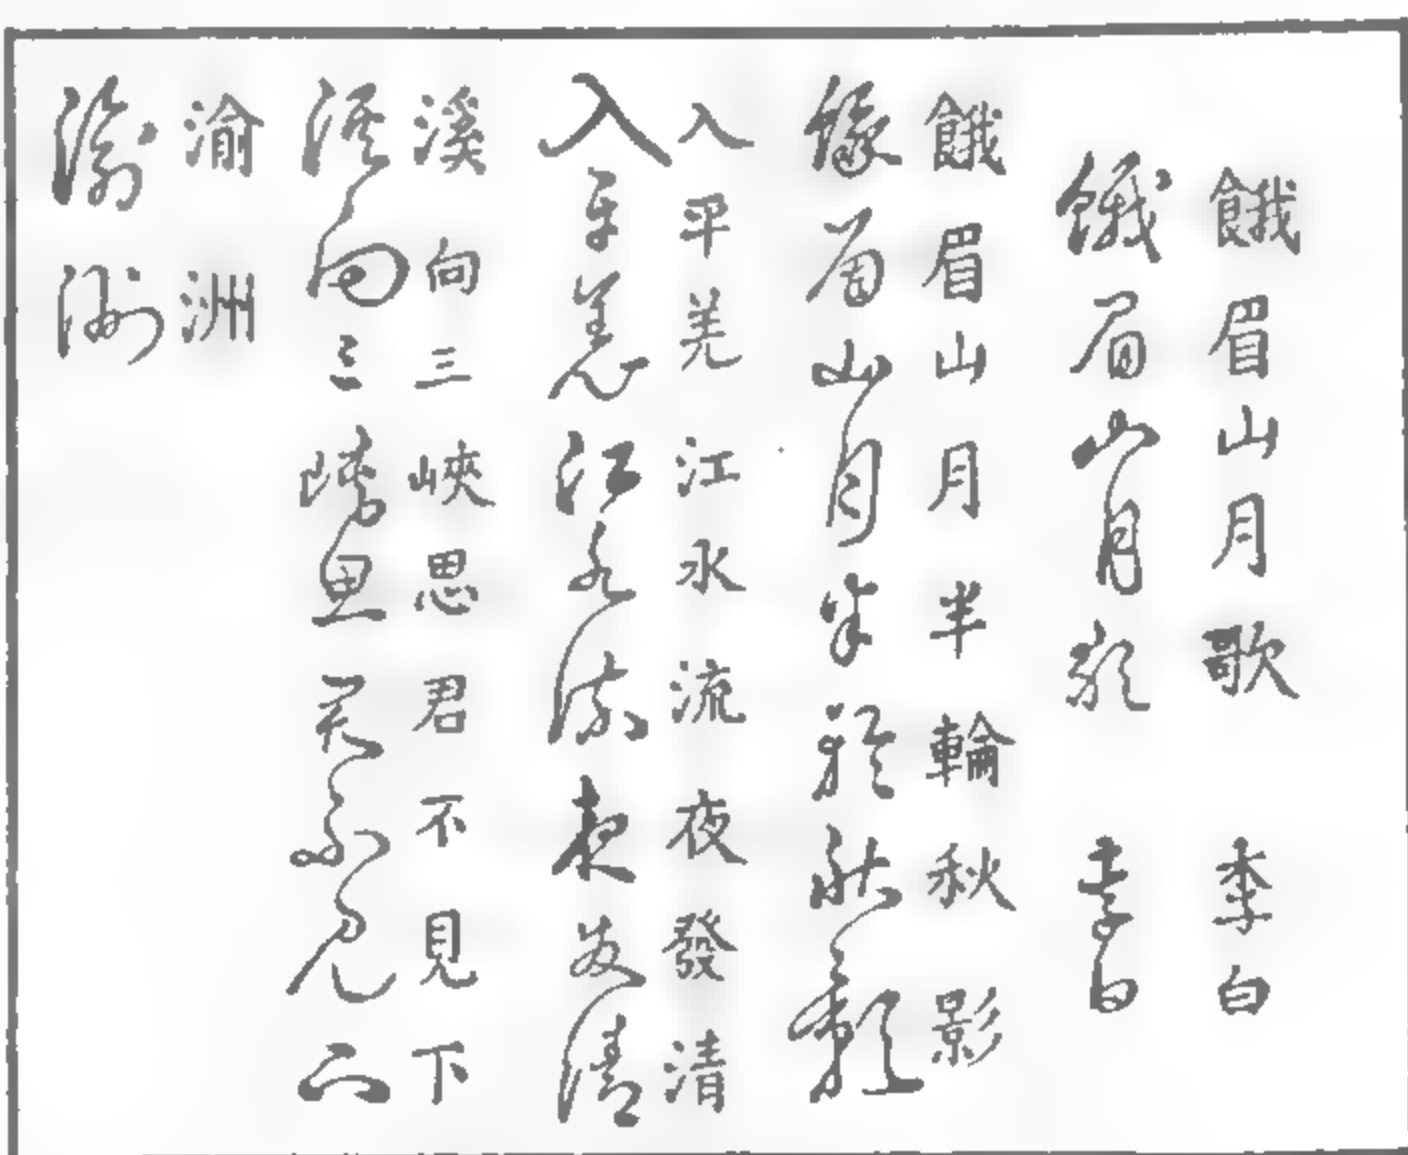 餓眉山月歌 李白
餓眉山月歌 李白
餓眉山月半輪秋影
餓眉山月半輪秋影
入平羌江水流夜發清
入平羌江水流夜发清
溪向三峽思君不見下
溪向三峽思君不見下
渝洲
渝洲